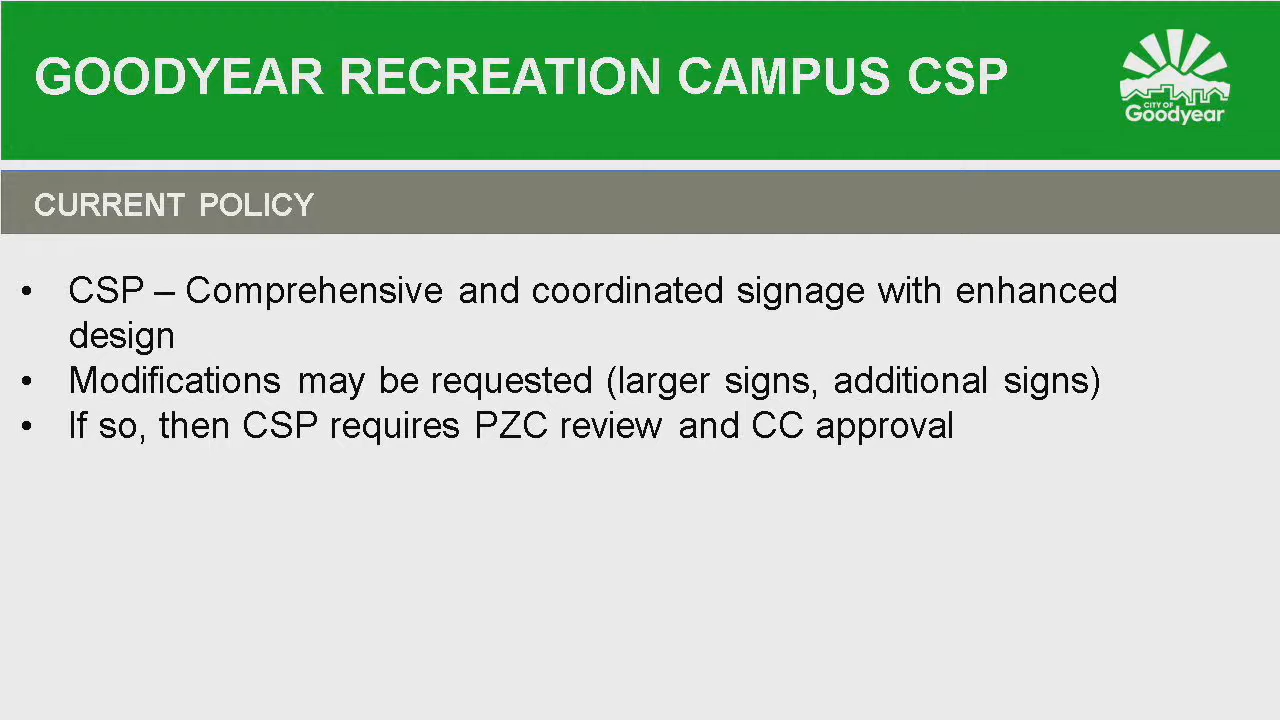 GOODYEAR RECREATION CAMPUS CSP
CITY OF
Goodyear
CURRENT POLICY
• CSP – Comprehensive and coordinated signage with enhanced
design
• Modifications may be requested (larger signs, additional signs)
• If so, then CSP requires PZC review and CC approval